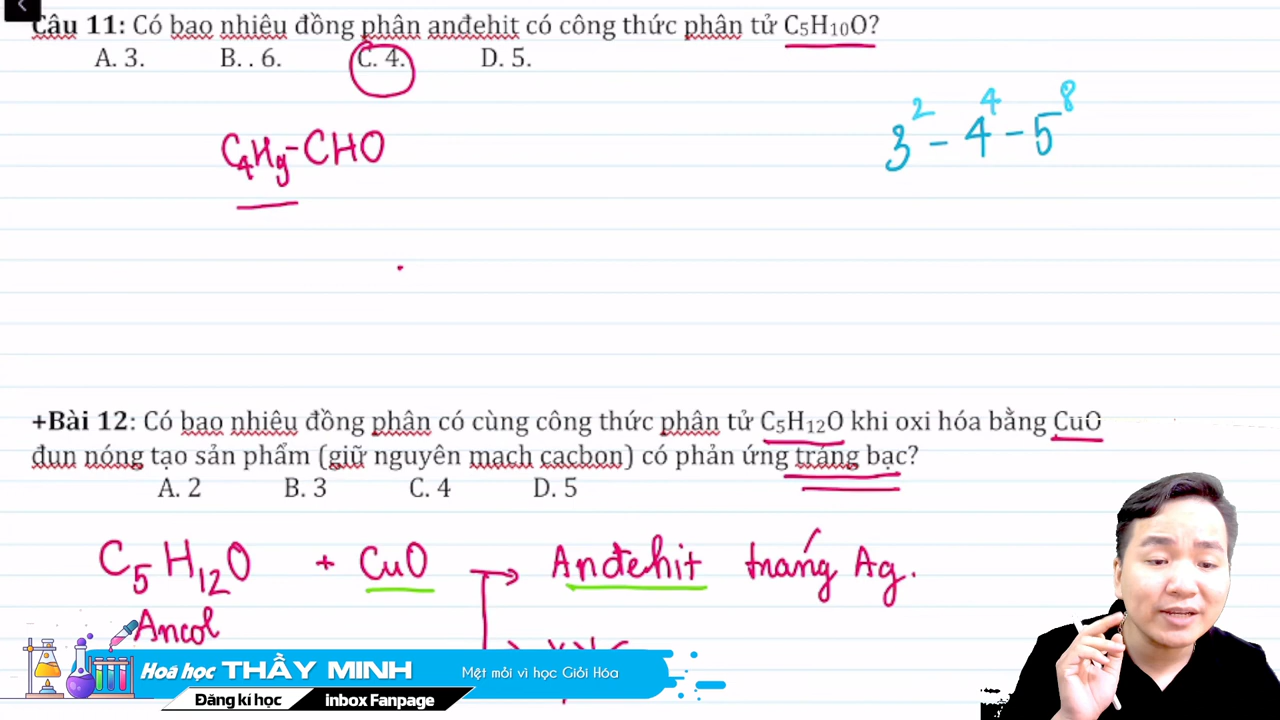 Câu 11: Có bao nhiêu đồng phân anđehit có công thức phân tử C₅H₁₀O?
A. 3. B. . 6. C. 4. D. 5.
3² - 4⁴ - 5⁸
C₄H₉-CHO
+Bài 12: Có bao nhiêu đồng phân có cùng công thức phân tử C₅H₁₂O khi oxi hóa bằng CuO
đun nóng tạo sản phẩm (giữ nguyên mạch cacbon) có phản ứng tráng bạc?
A. 2 B. 3 C. 4 D. 5
C₅H₁₂O + CuO → Anđehit tráng Ag.
Ancol
Hoá học THẦY MINH
Mệt mỏi vì học Giỏi Hóa
Đăng kí học inbox Fanpage